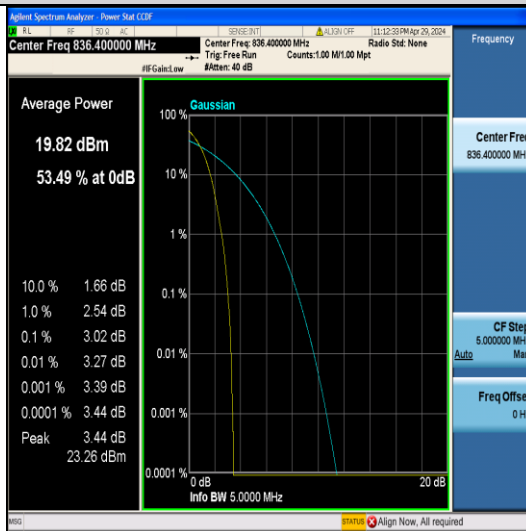 Agilent Spectrum Analyzer - Power Stat CCDF
RL RF 50 Ω AC SENSE:INT ALIGN OFF 11:12:33 PM Apr 29, 2024
Center Freq 836.400000 MHz
Center Freq: 836.400000 MHz Radio Std: None
Trig: Free Run Counts:1.00 M/1.00 Mpt
#IFGain:Low #Atten: 40 dB
Frequency
Average Power
19.82 dBm
53.49 % at 0dB
10.0 % 1.66 dB
1.0 % 2.54 dB
0.1 % 3.02 dB
0.01 % 3.27 dB
0.001 % 3.39 dB
0.0001 % 3.44 dB
Peak 3.44 dB
23.26 dBm
Gaussian
100 %
10 %
1 %
0.1 %
0.01 %
0.001 %
0.0001 %
0 dB 20 dB
Info BW 5.0000 MHz
Center Fre
836.400000 MH
CF Step
5.000000 MH
Auto Ma
Freq Offse
0 H
MSG STATUS Align Now, All required